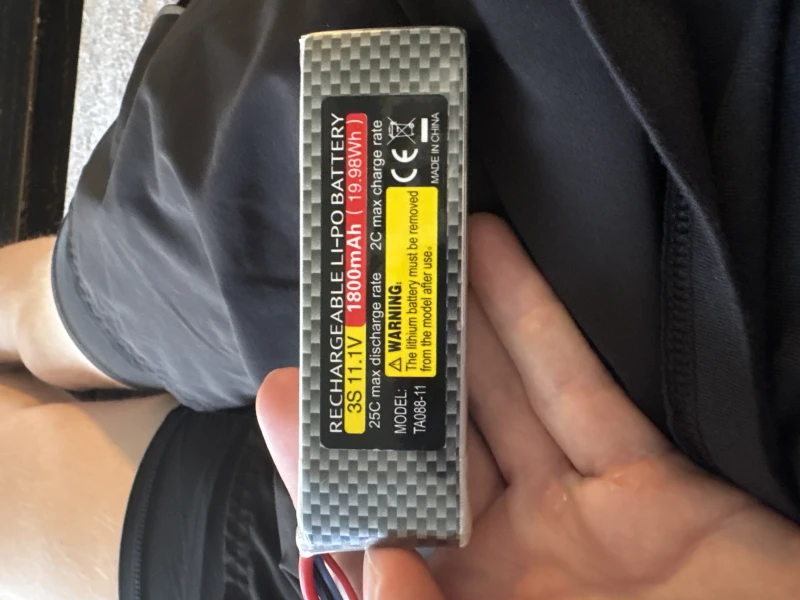 RECHARGEABLE LI-PO BATTERY
3S 11.1V 1800mAh ( 19.98Wh )
25C max discharge rate 2C max charge rate
MODEL:
TA088-11
⚠ WARNING:
The lithium battery must be removed
from the model after use。
CE
MADE IN CHINA